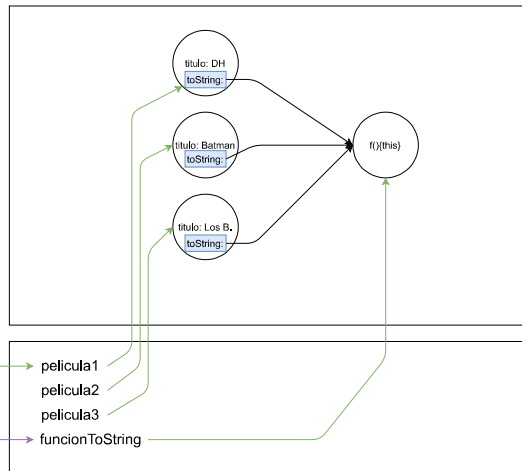 titulo: DH
toString:
titulo: Batman
toString:
f(){this}
titulo: Los B.
toString:
pelicula1
pelicula2
pelicula3
funcionToString